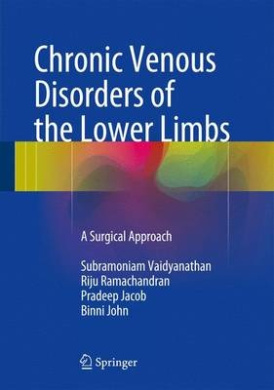 Chronic Venous
Disorders of
the Lower Limbs
A Surgical Approach
Subramoniam Vaidyanathan
Riju Ramachandran
Pradeep Jacob
Binni John
Springer